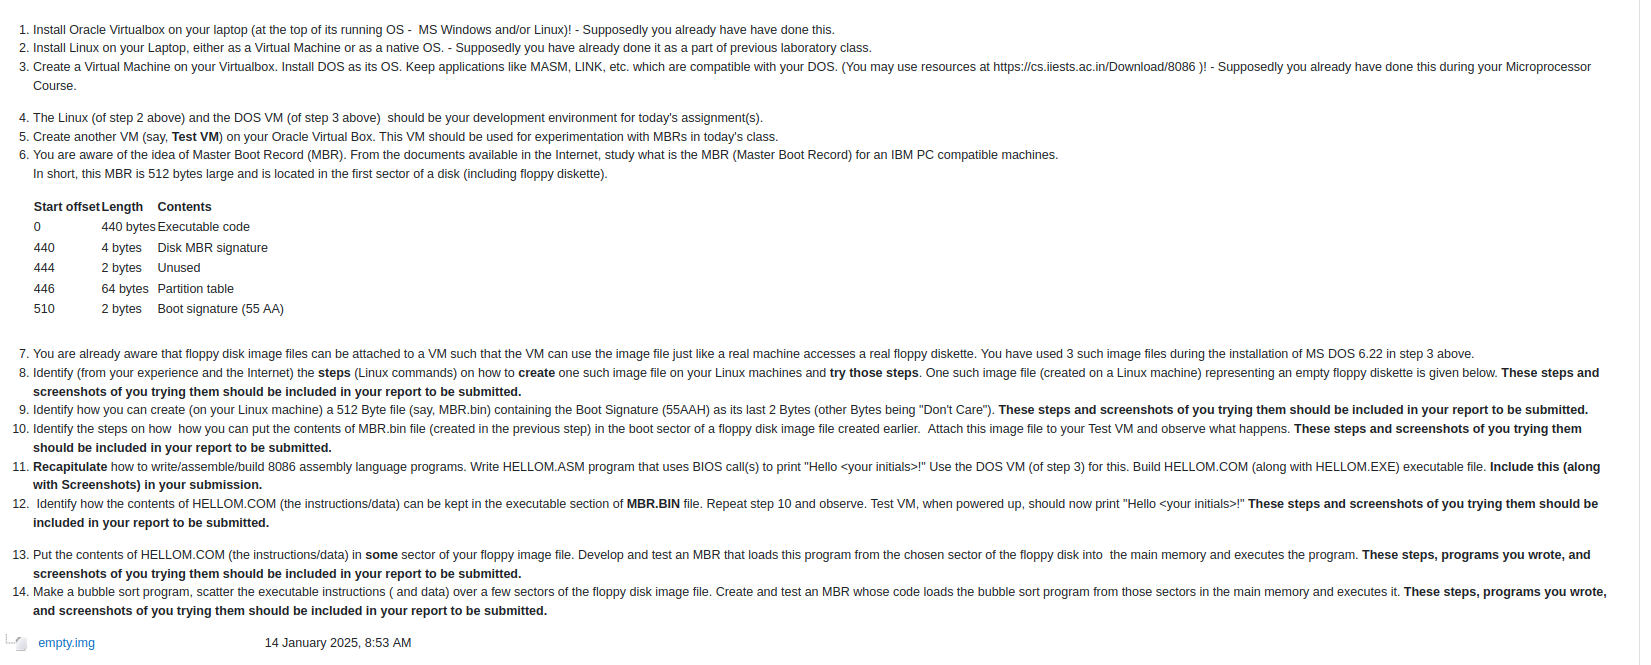 1. Install Oracle Virtualbox on your laptop (at the top of its running OS - MS Windows and/or Linux)! - Supposedly you already have have done this.
2. Install Linux on your Laptop, either as a Virtual Machine or as a native OS. - Supposedly you have already done it as a part of previous laboratory class.
3. Create a Virtual Machine on your Virtualbox. Install DOS as its OS. Keep applications like MASM, LINK, etc. which are compatible with your DOS. (You may use resources at https://cs.iiests.ac.in/Download/8086 )! - Supposedly you already have done this during your Microprocessor
Course.
4. The Linux (of step 2 above) and the DOS VM (of step 3 above) should be your development environment for today's assignment(s).
5. Create another VM (say, Test VM) on your Oracle Virtual Box. This VM should be used for experimentation with MBRs in today's class.
6. You are aware of the idea of Master Boot Record (MBR). From the documents available in the Internet, study what is the MBR (Master Boot Record) for an IBM PC compatible machines.
In short, this MBR is 512 bytes large and is located in the first sector of a disk (including floppy diskette).
Start offset Length Contents
0 440 bytes Executable code
440 4 bytes Disk MBR signature
444 2 bytes Unused
446 64 bytes Partition table
510 2 bytes Boot signature (55 AA)
7. You are already aware that floppy disk image files can be attached to a VM such that the VM can use the image file just like a real machine accesses a real floppy diskette. You have used 3 such image files during the installation of MS DOS 6.22 in step 3 above.
8. Identify (from your experience and the Internet) the steps (Linux commands) on how to create one such image file on your Linux machines and try those steps. One such image file (created on a Linux machine) representing an empty floppy diskette is given below. These steps and
screenshots of you trying them should be included in your report to be submitted.
9. Identify how you can create (on your Linux machine) a 512 Byte file (say, MBR.bin) containing the Boot Signature (55AAH) as its last 2 Bytes (other Bytes being "Don't Care"). These steps and screenshots of you trying them should be included in your report to be submitted.
10. Identify the steps on how how you can put the contents of MBR.bin file (created in the previous step) in the boot sector of a floppy disk image file created earlier. Attach this image file to your Test VM and observe what happens. These steps and screenshots of you trying them
should be included in your report to be submitted.
11. Recapitulate how to write/assemble/build 8086 assembly language programs. Write HELLOM.ASM program that uses BIOS call(s) to print "Hello <your initials>!" Use the DOS VM (of step 3) for this. Build HELLOM.COM (along with HELLOM.EXE) executable file. Include this (along
with Screenshots) in your submission.
12. Identify how the contents of HELLOM.COM (the instructions/data) can be kept in the executable section of MBR.BIN file. Repeat step 10 and observe. Test VM, when powered up, should now print "Hello <your initials>!" These steps and screenshots of you trying them should be
included in your report to be submitted.
13. Put the contents of HELLOM.COM (the instructions/data) in some sector of your floppy image file. Develop and test an MBR that loads this program from the chosen sector of the floppy disk into the main memory and executes the program. These steps, programs you wrote, and
screenshots of you trying them should be included in your report to be submitted.
14. Make a bubble sort program, scatter the executable instructions ( and data) over a few sectors of the floppy disk image file. Create and test an MBR whose code loads the bubble sort program from those sectors in the main memory and executes it. These steps, programs you wrote,
and screenshots of you trying them should be included in your report to be submitted.
empty.img 14 January 2025, 8:53 AM